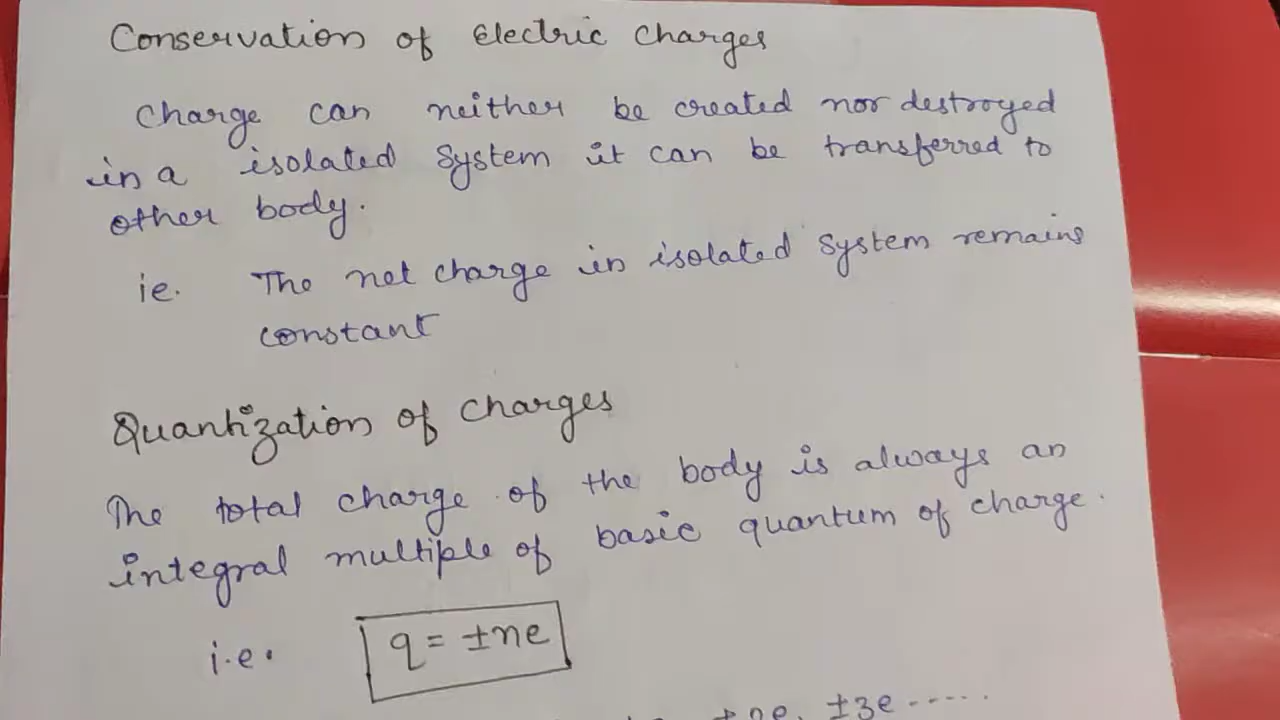 Conservation of Electric Charges
Charge can neither be created nor destroyed
in a isolated system it can be transferred to
other body.
ie. The net charge in isolated system remains
constant
Quantization of charges
The total charge of the body is always an
integral multiple of basic quantum of charge.
i.e. q = ±ne
±3e -----